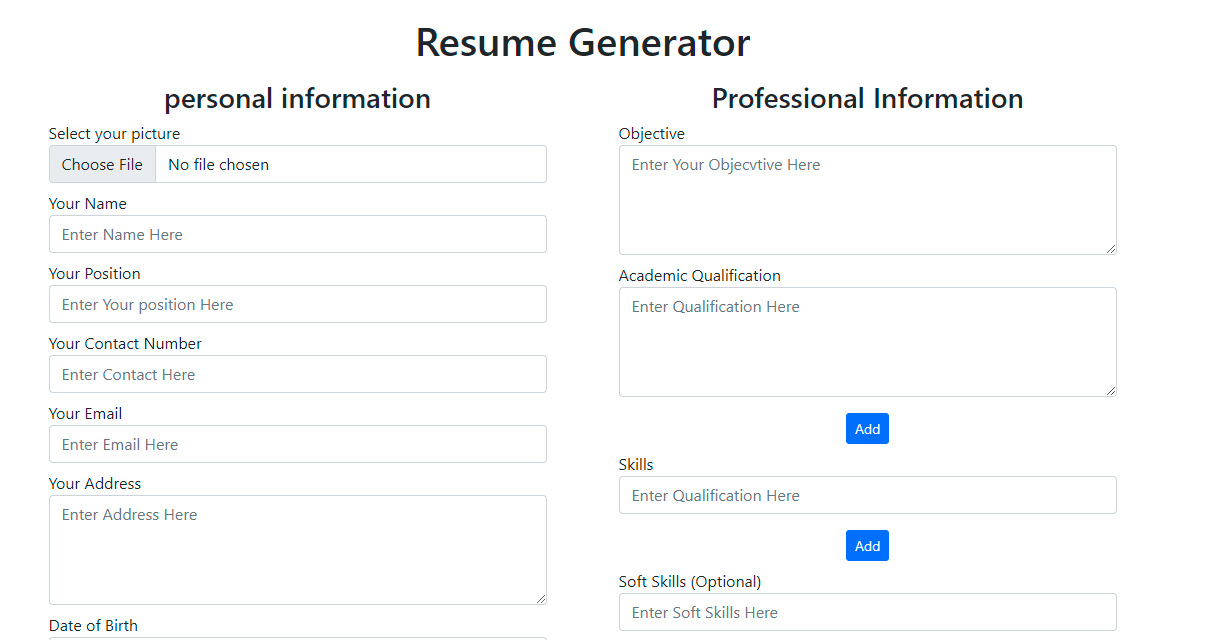 Resume Generator
personal information
Select your picture
Choose File No file chosen
Your Name
Enter Name Here
Your Position
Enter Your position Here
Your Contact Number
Enter Contact Here
Your Email
Enter Email Here
Your Address
Enter Address Here
Date of Birth
Professional Information
Objective
Enter Your Objecvtive Here
Academic Qualification
Enter Qualification Here
Add
Skills
Enter Qualification Here
Add
Soft Skills (Optional)
Enter Soft Skills Here